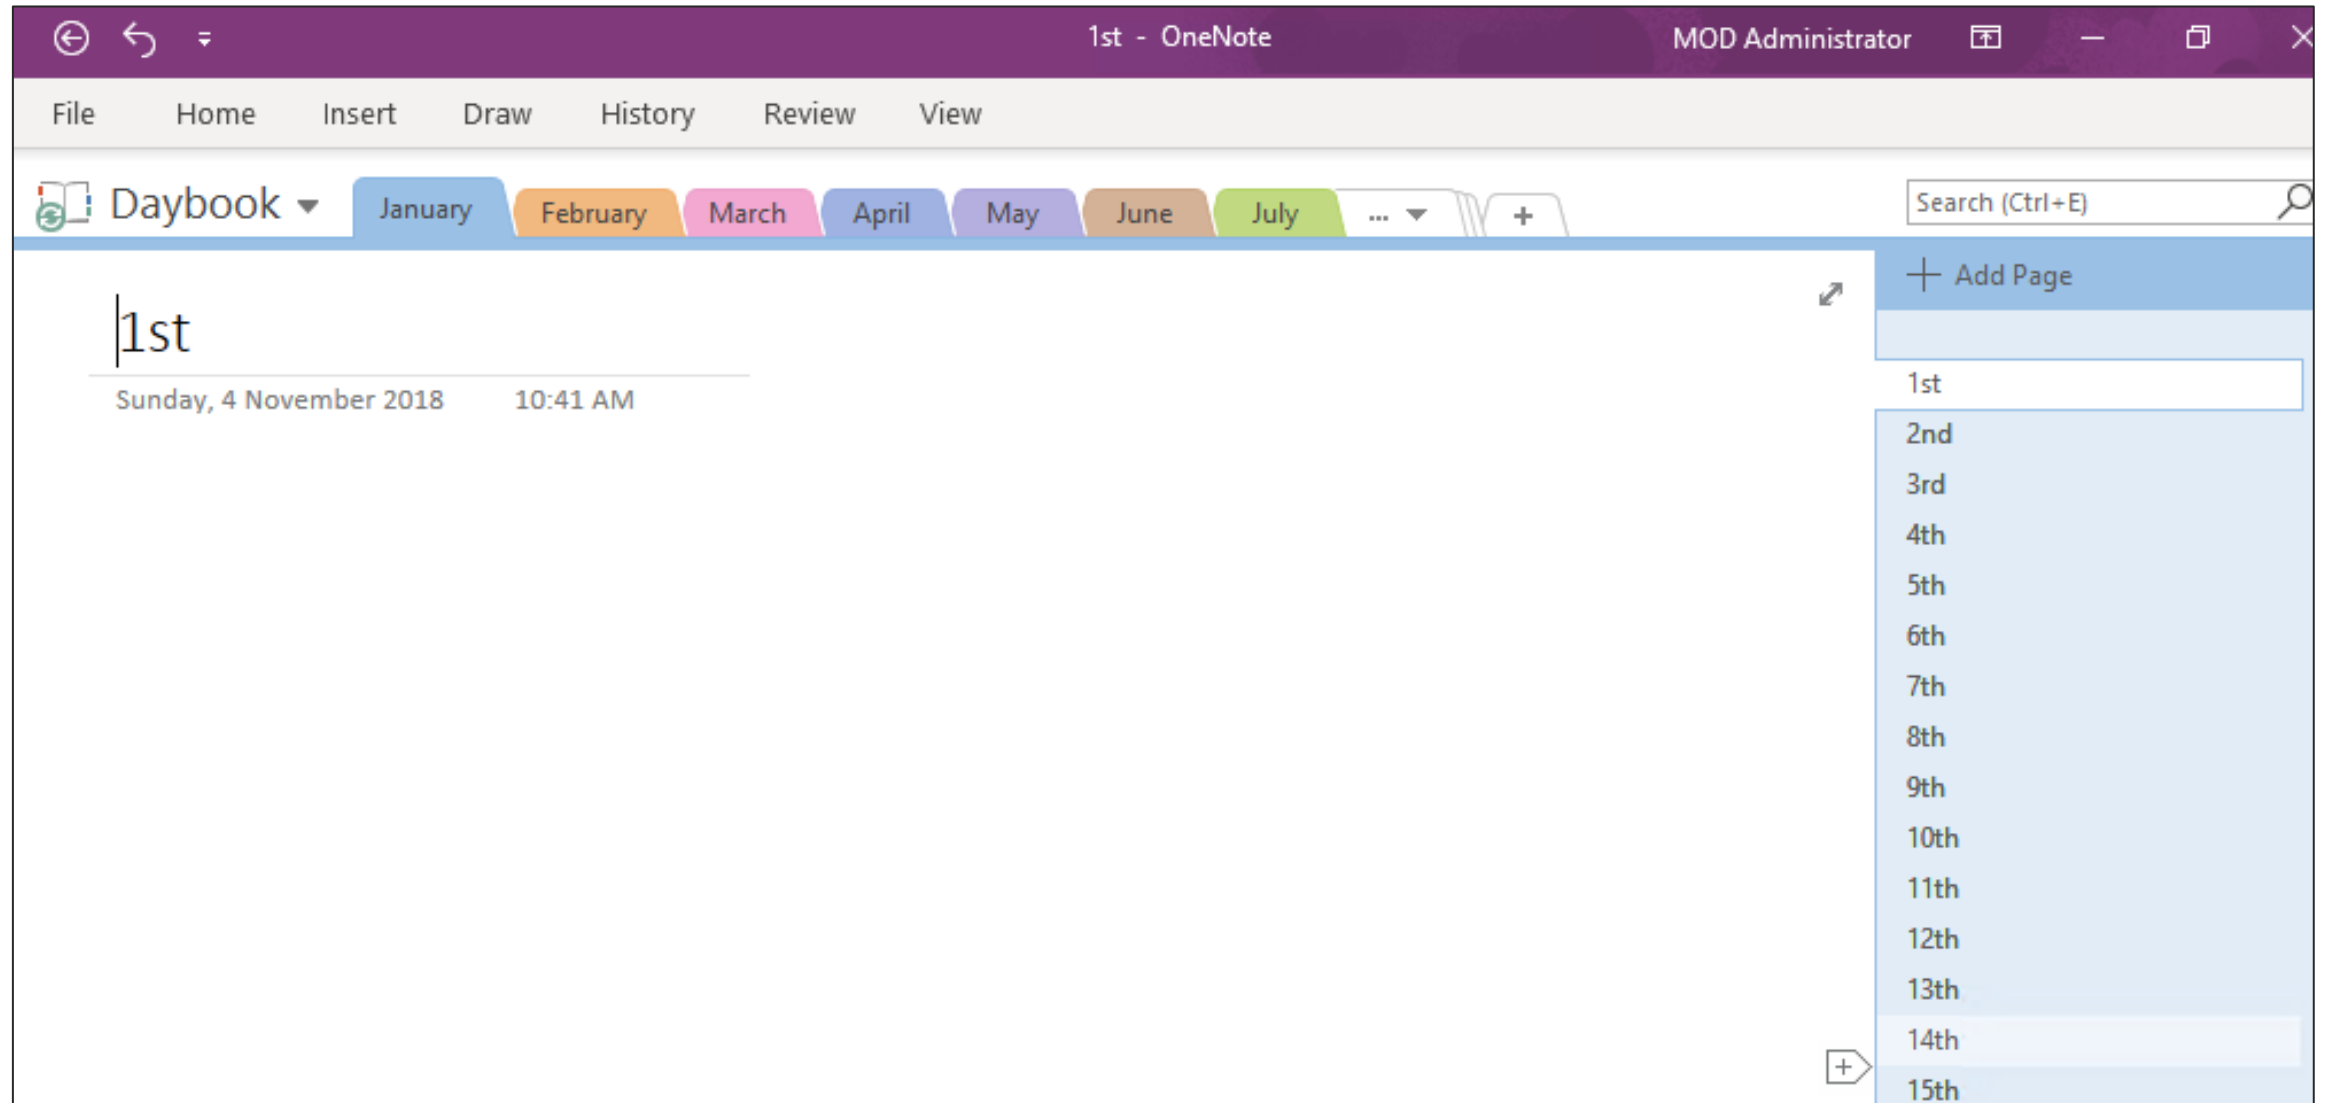 1st - OneNote
MOD Administrator
File Home Insert Draw History Review View
Daybook January February March April May June July ... +
Search (Ctrl+E)
Add Page
1st
Sunday, 4 November 2018 10:41 AM
1st
2nd
3rd
4th
5th
6th
7th
8th
9th
10th
11th
12th
13th
14th
15th